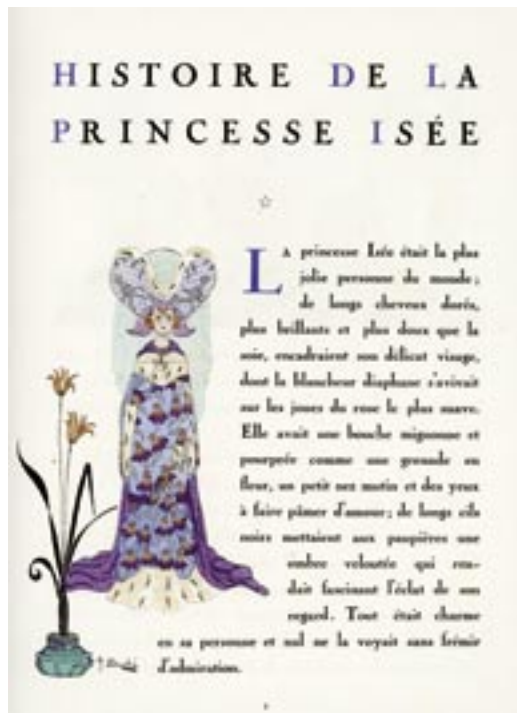 HISTOIRE DE LA
PRINCESSE ISÉE
LA princesse Isée était la plus
jolie personne du monde ;
de longs cheveux dorés,
plus brillants et plus doux que la
soie, encadraient son délicat visage,
dont la blancheur diaphane s'avivait
sur les joues du rose le plus suave.
Elle avait une bouche mignonne et
pourprée comme une grenade en
fleur, un petit nez mutin et des yeux
à faire pâmer d'amour ; de longs cils
noirs mettaient aux paupières une
ombre veloutée qui ren-
dait fascinant l'éclat de son
regard. Tout était charme
en sa personne et nul ne la voyait sans frémir
d'admiration.